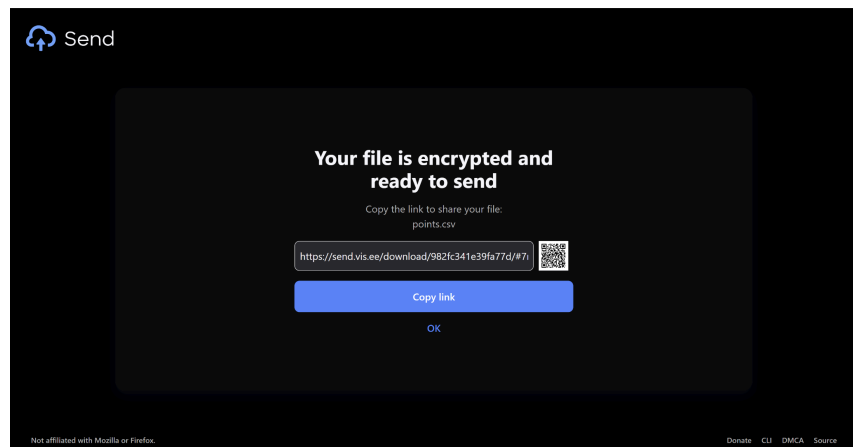 Send
Your file is encrypted and
ready to send
Copy the link to share your file:
points.csv
https://send.vis.ee/download/982fc341e39fa77d/#7
Copy link
OK
Not affiliated with Mozilla or Firefox.
Donate CLI DMCA Source